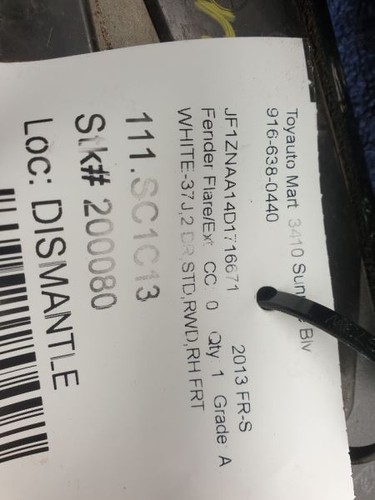 Toyauto Mart 3410 Sun Blv
916-638-0440
JF1ZNAA14D1716671 2013 FR-S
Fender Flare/Ext CC 0 Qty 1 Grade A
WHITE-37J,2 DR,STD,RWD,RH FRT
111.SC1C13
Stk# 200080
Loc: DISMANTLE